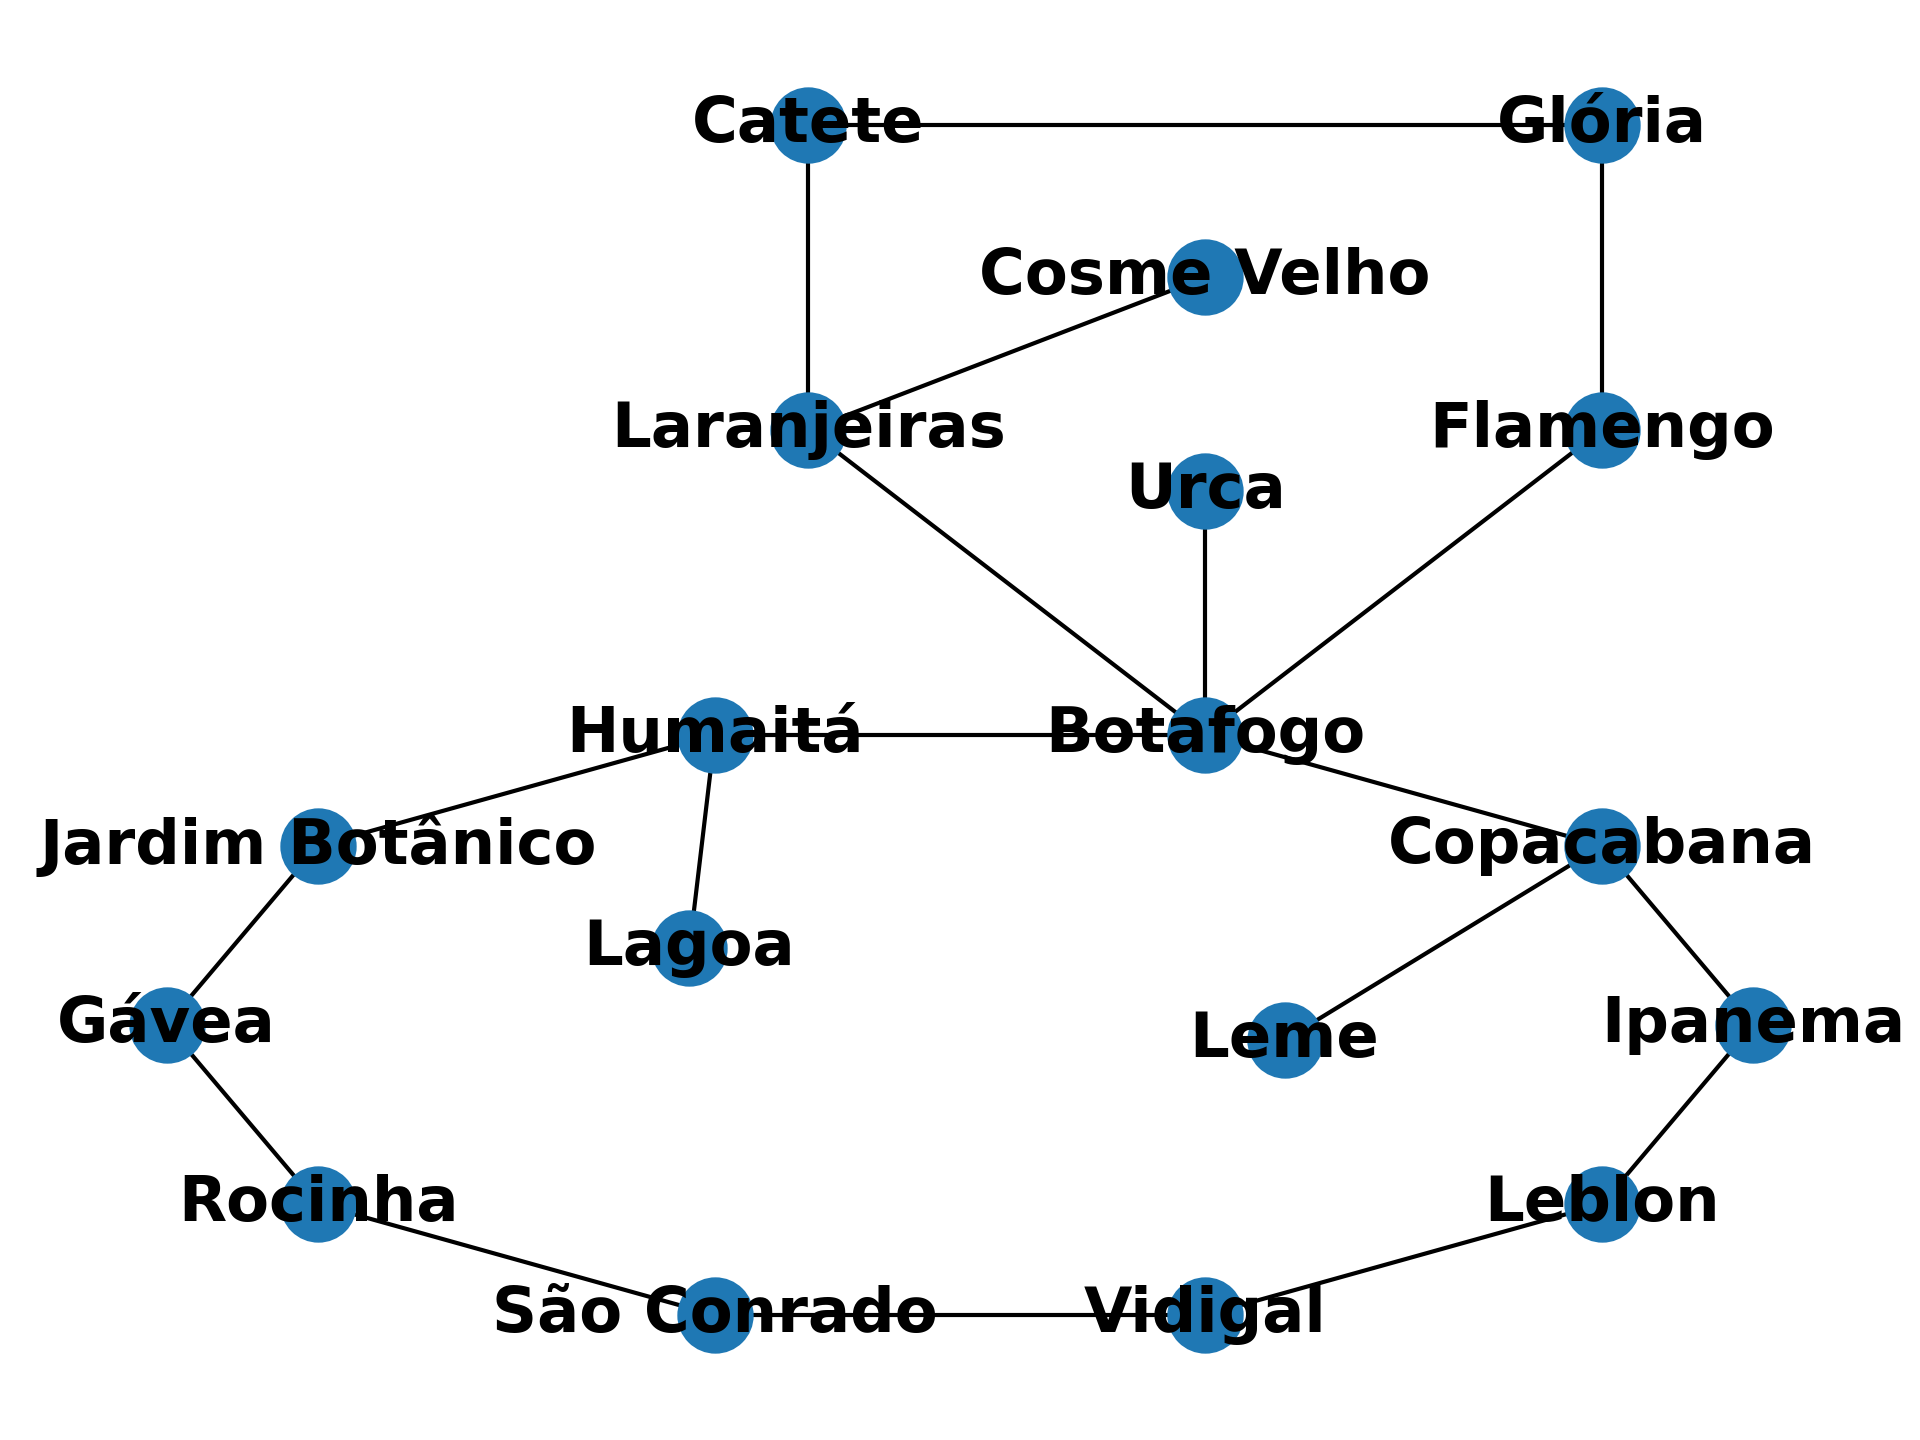 Catete
Glória
Cosme Velho
Laranjeiras
Flamengo
Urca
Humaitá
Botafogo
Jardim Botânico
Copacabana
Lagoa
Gávea
Ipanema
Leme
Rocinha
Leblon
São Conrado
Vidigal